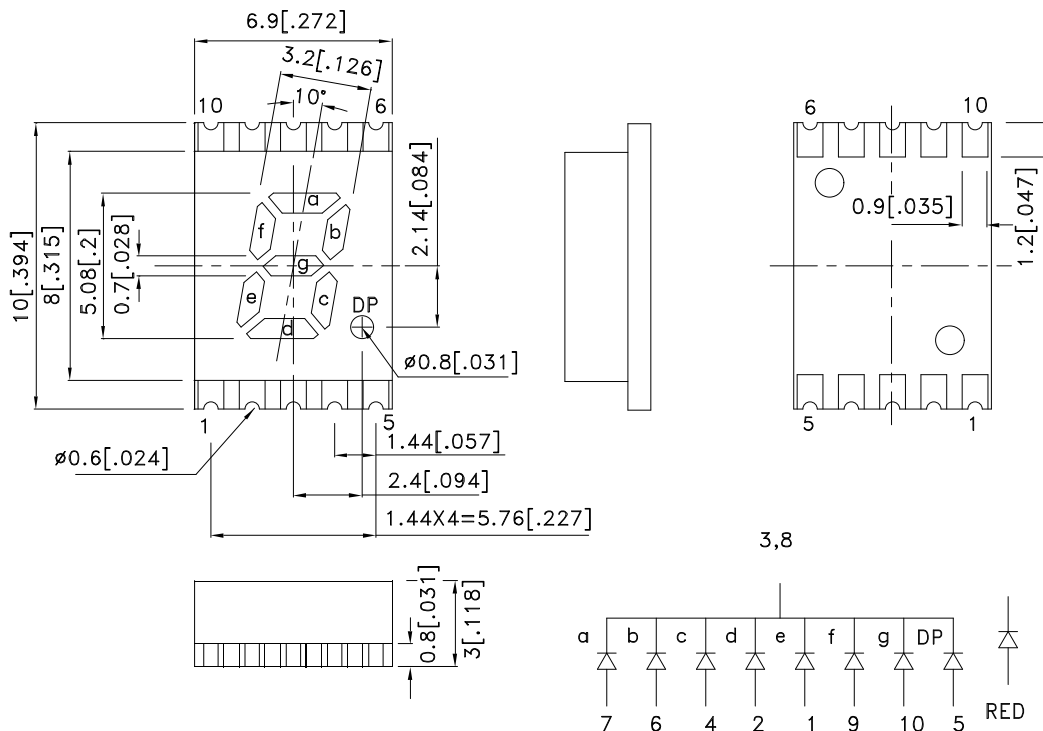 6.9[.272]
3.2[.126]
10°
10 6
6 10
10[.394]
8[.315]
5.08[.2]
0.7[.028]
a
f b
g
e c
d
DP
2.14[.084]
0.9[.035]
1.2[.047]
ø0.8[.031]
1 5
5 1
ø0.6[.024]
1.44[.057]
2.4[.094]
1.44X4=5.76[.227]
0.8[.031]
3[.118]
3,8
a b c d e f g DP
7 6 4 2 1 9 10 5
RED